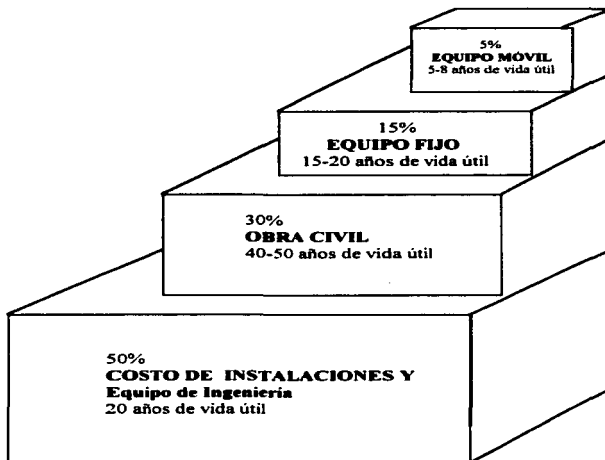 5%
EQUIPO MÓVIL
5-8 años de vida útil
15%
EQUIPO FIJO
15-20 años de vida útil
30%
OBRA CIVIL
40-50 años de vida útil
50%
COSTO DE INSTALACIONES Y
Equipo de Ingeniería
20 años de vida útil